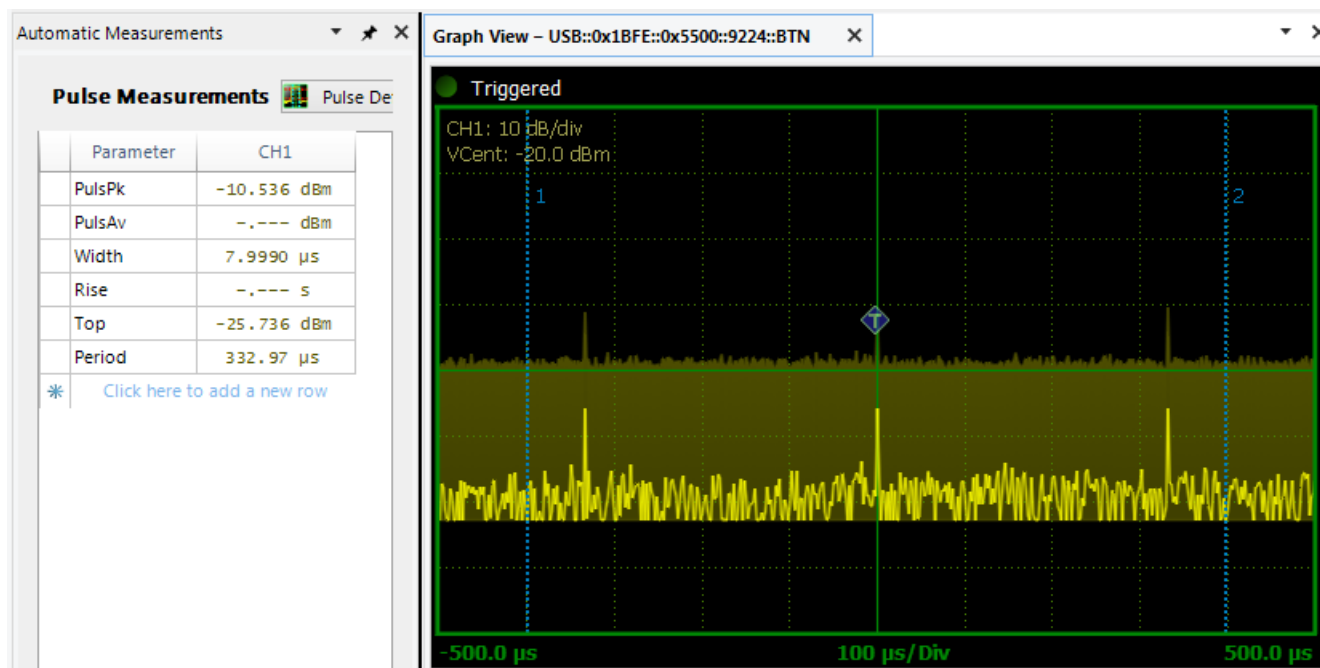 Automatic Measurements
Pulse Measurements Pulse De
Parameter CH1
PulsPk -10.536 dBm
PulsAv -.--- dBm
Width 7.9990 µs
Rise -.--- s
Top -25.736 dBm
Period 332.97 µs
Click here to add a new row
Graph View – USB::0x1BFE::0x5500::9224::BTN
Triggered
CH1: 10 dB/div
VCent: -20.0 dBm
1
2
T
-500.0 µs 100 µs/Div 500.0 µs